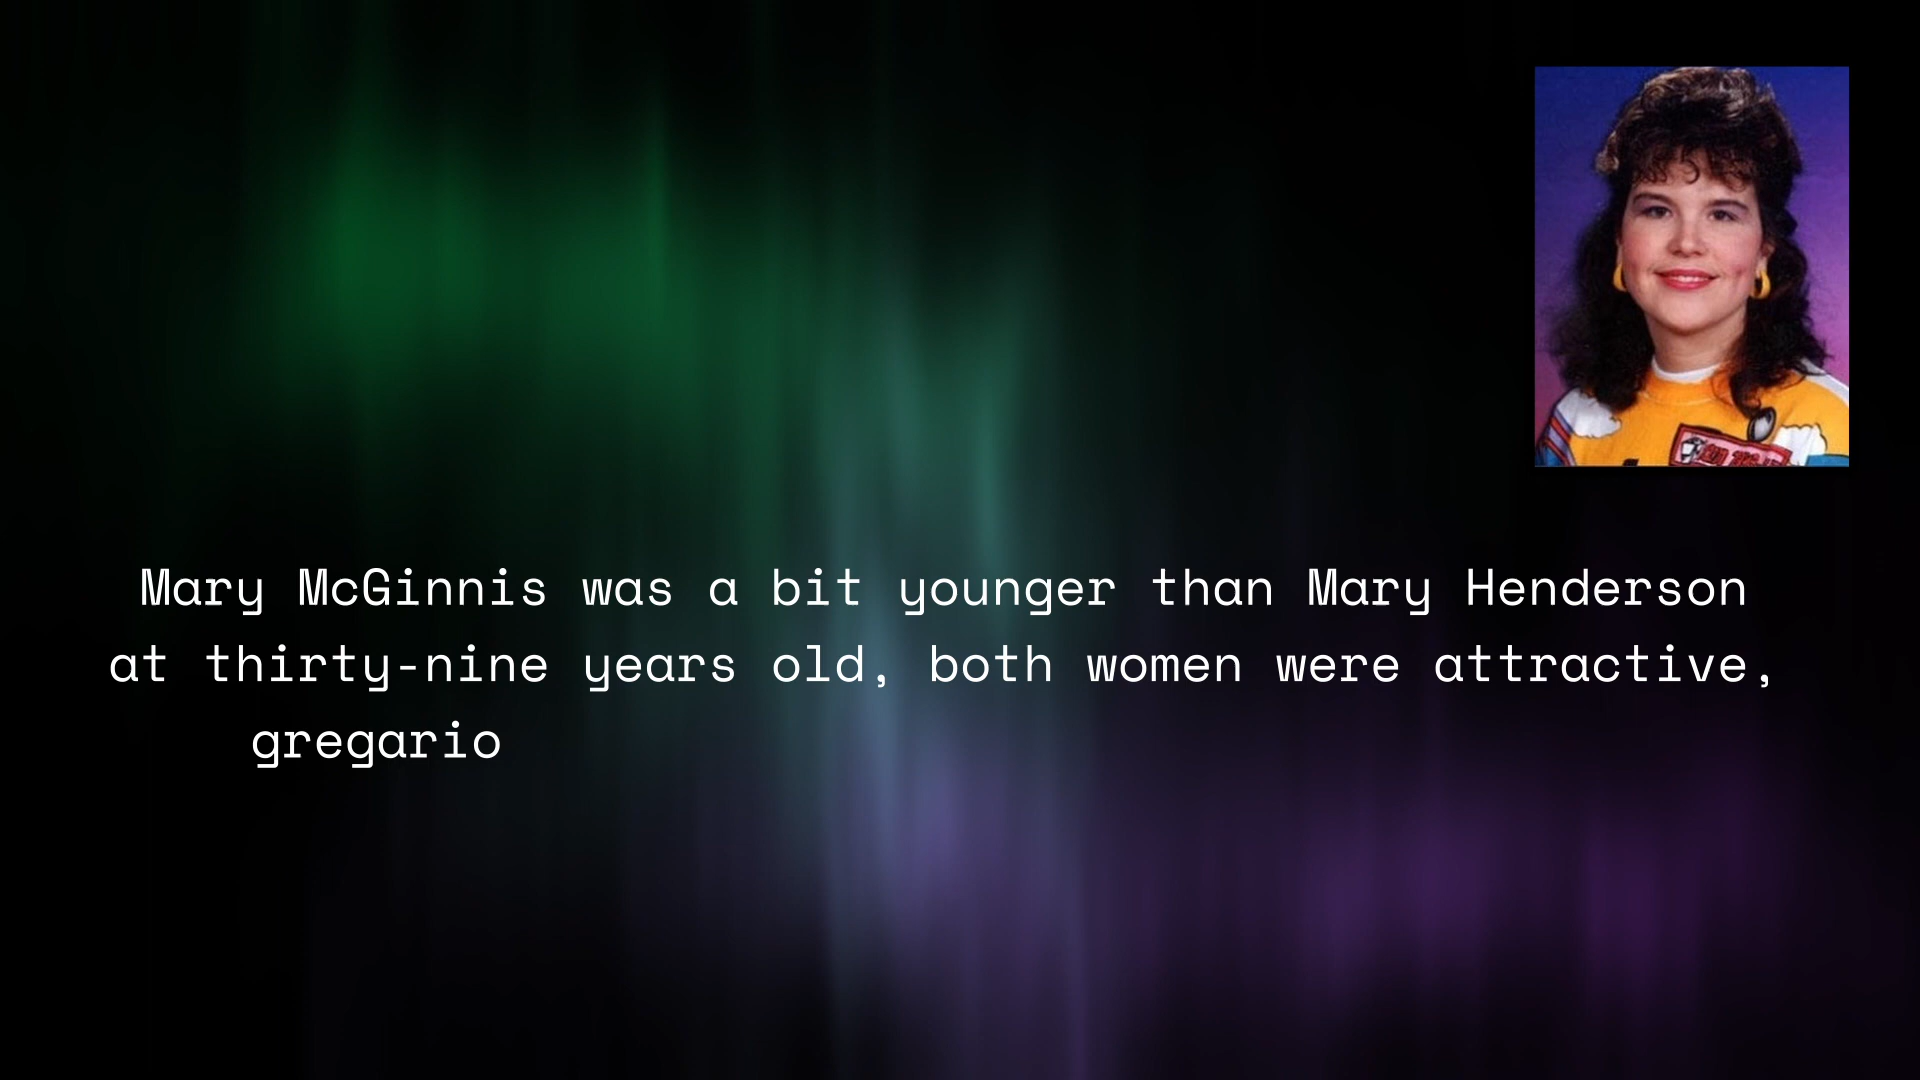 Mary McGinnis was a bit younger than Mary Henderson
at thirty-nine years old, both women were attractive,
gregario